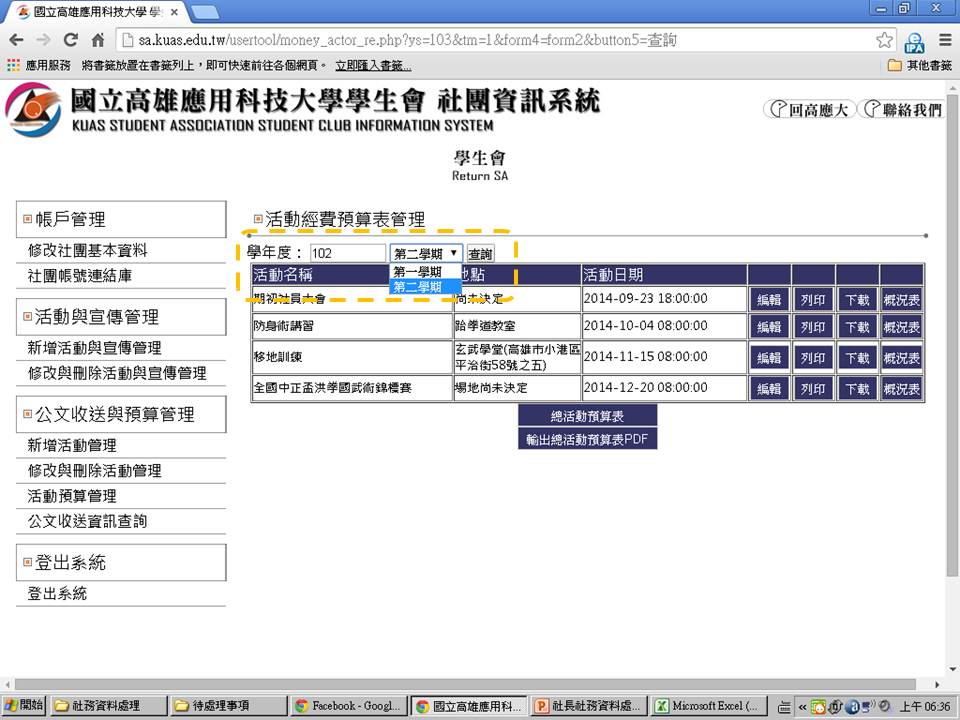 國立高雄應用科技大學 學
sa.kuas.edu.tw/usertool/money_actor_re.php?ys=103&tm=1&form4=form2&button5=查詢
應用服務 將書籤放置在書籤列上，即可快速前往各個網頁。 立即匯入書籤... 其他書籤
國立高雄應用科技大學學生會 社團資訊系統
KUAS STUDENT ASSOCIATION STUDENT CLUB INFORMATION SYSTEM
回高應大 聯絡我們
學生會
Return SA
帳戶管理
修改社團基本資料
社團帳號連結庫
活動與宣傳管理
新增活動與宣傳管理
修改與刪除活動與宣傳管理
公文收送與預算管理
新增活動管理
修改與刪除活動管理
活動預算管理
公文收送資訊查詢
登出系統
登出系統
活動經費預算表管理
學年度： 102 第二學期 查詢
第一學期
第二學期
活動名稱 地點 活動日期
期初社員大會 尚未決定 2014-09-23 18:00:00 編輯 列印 下載 概況表
防身術講習 跆拳道教室 2014-10-04 08:00:00 編輯 列印 下載 概況表
移地訓練 玄武學堂(高雄市小港區平治街58號之五) 2014-11-15 08:00:00 編輯 列印 下載 概況表
全國中正盃洪拳國武術錦標賽 場地尚未決定 2014-12-20 08:00:00 編輯 列印 下載 概況表
總活動預算表
輸出總活動預算表PDF
開始 社務資料處理 待處理事項 Facebook - Googl... 國立高雄應用科... 社長社務資料處... Microsoft Excel (... 上午 06:36